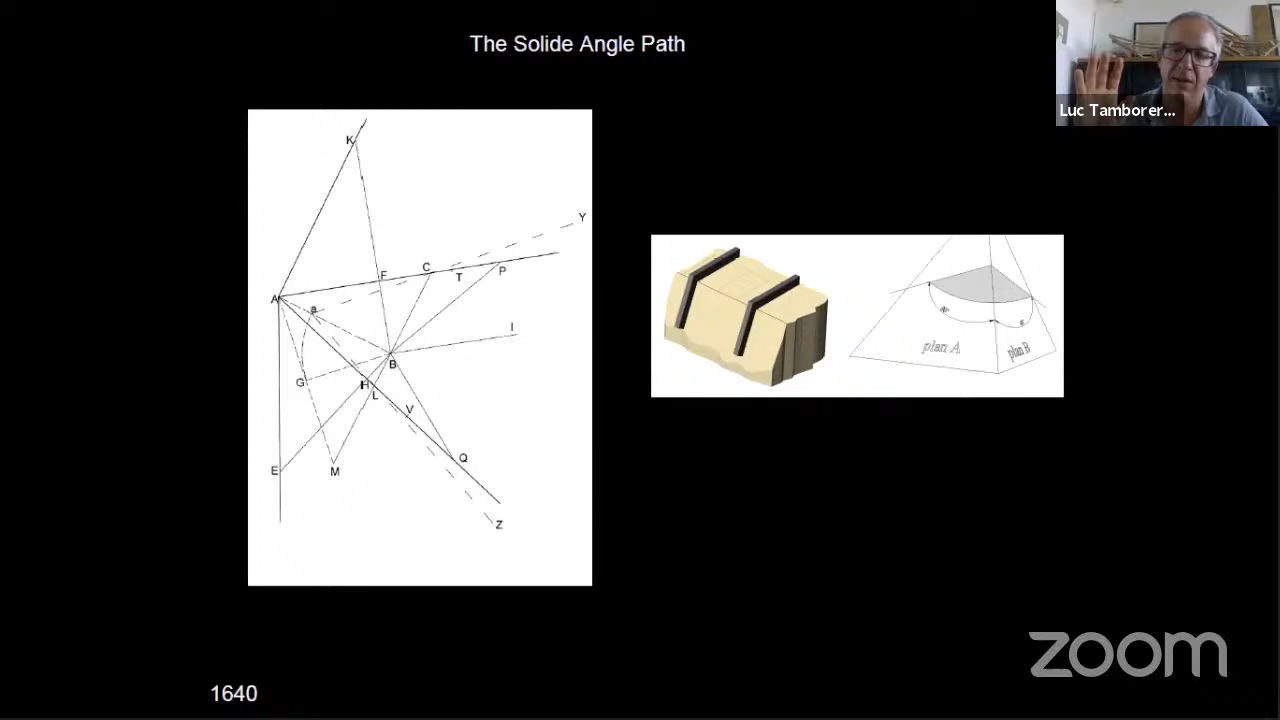 The Solide Angle Path
Luc Tamborer...
K
Y
F
C
T
P
A
a
I
B
G
H
L
V
E
M
Q
Z
plan A
plan B
zoom
1640